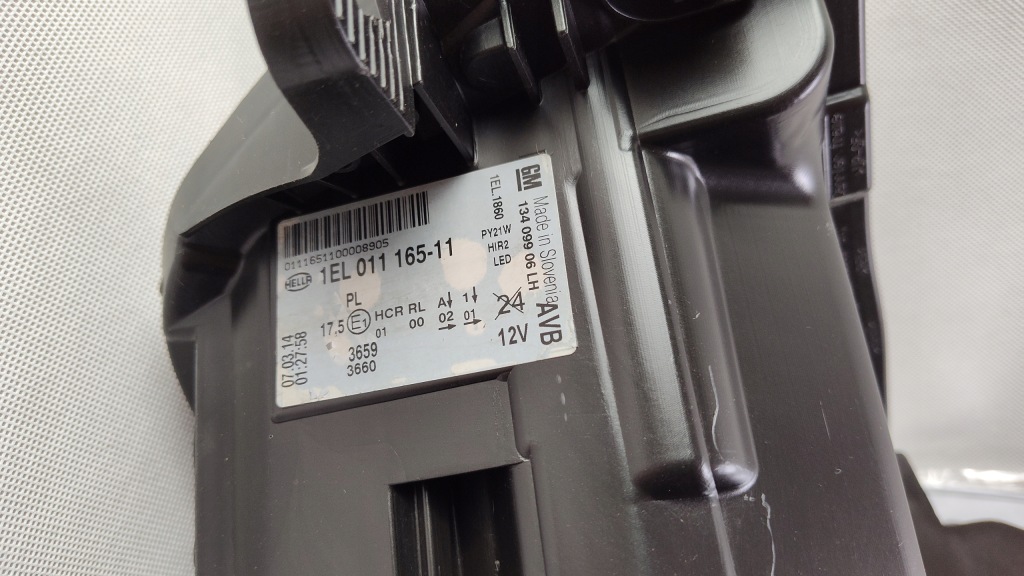 GM
134 099 06 LH
Made in Slovenia
AVB
1EL.1860
PY21W
HIR2
LED
24
12V
0111651100008905
HELLA
1EL 011 165-11
PL
17.5 E1 HCR RL A 1
01 00 02 01
3659
3660
07.03.14
01:27:58